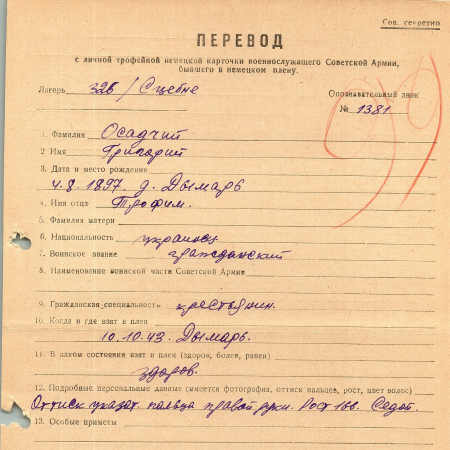 Сов. секретно
ПЕРЕВОД
с личной трофейной немецкой карточки военнослужащего Советской Армии,
бывшего в немецком плену.
Лагерь 326/Сцебне Опознавательный знак
№ 1381
1. Фамилия Осадчий
2 Имя Григорий
3. Дата и место рождения
4.8.1897. д. Дымарь
4. Имя отца Трофим.
5. Фамилия матери
6. Национальность украинец
7. Воинское звание гражданский
8. Наименование воинской части Советской Армии
9. Гражданская специальность крестьянин.
10. Когда и где взят в плен
10.10.43. Дымарь.
11. В каком состоянии взят в плен (здоров, болен, ранен)
здоров.
12. Подробные персональные данные (имеется фотография, оттиск пальцев, рост, цвет волос)
Оттиск указат. пальца правой руки. Рост 166. Седой.
13. Особые приметы